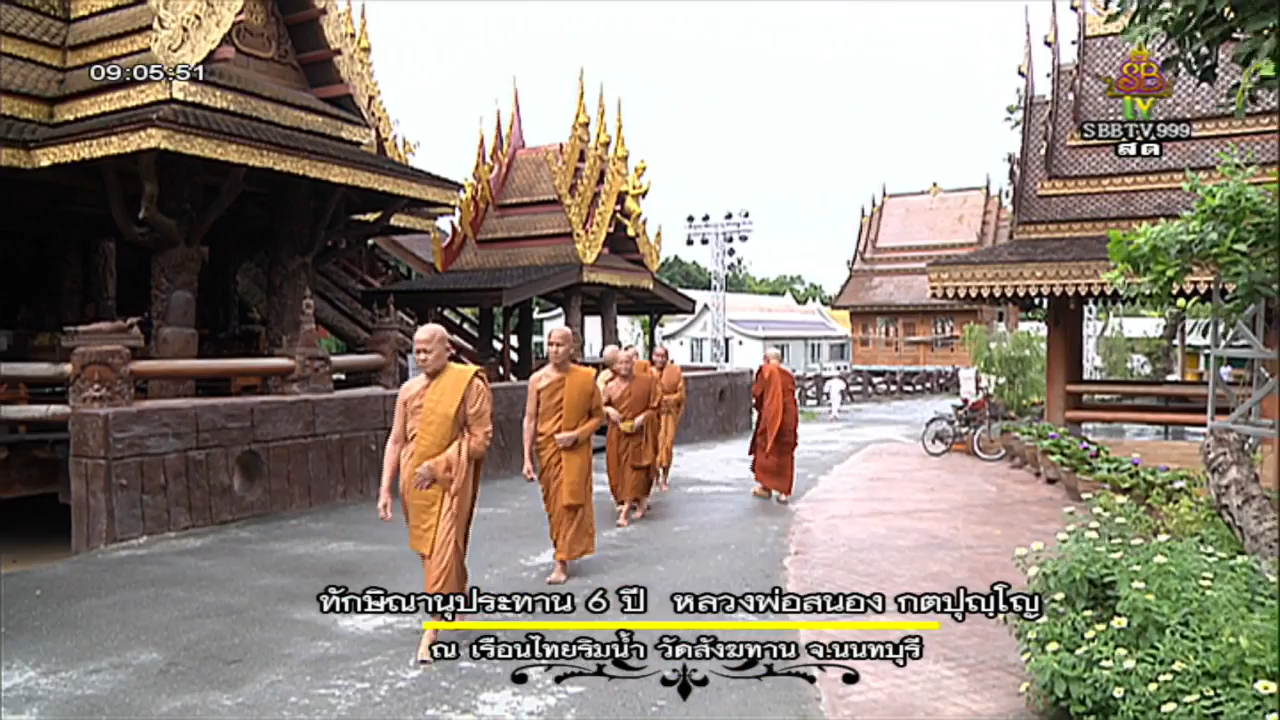 09:05:51
SB
TV
SBBTV,999
สด
ทักษิณานุประทาน 6 ปี หลวงพ่อสนอง กตปุญฺโญ
ณ เรือนไทยริมน้ำ วัดสังฆทาน จ.นนทบุรี